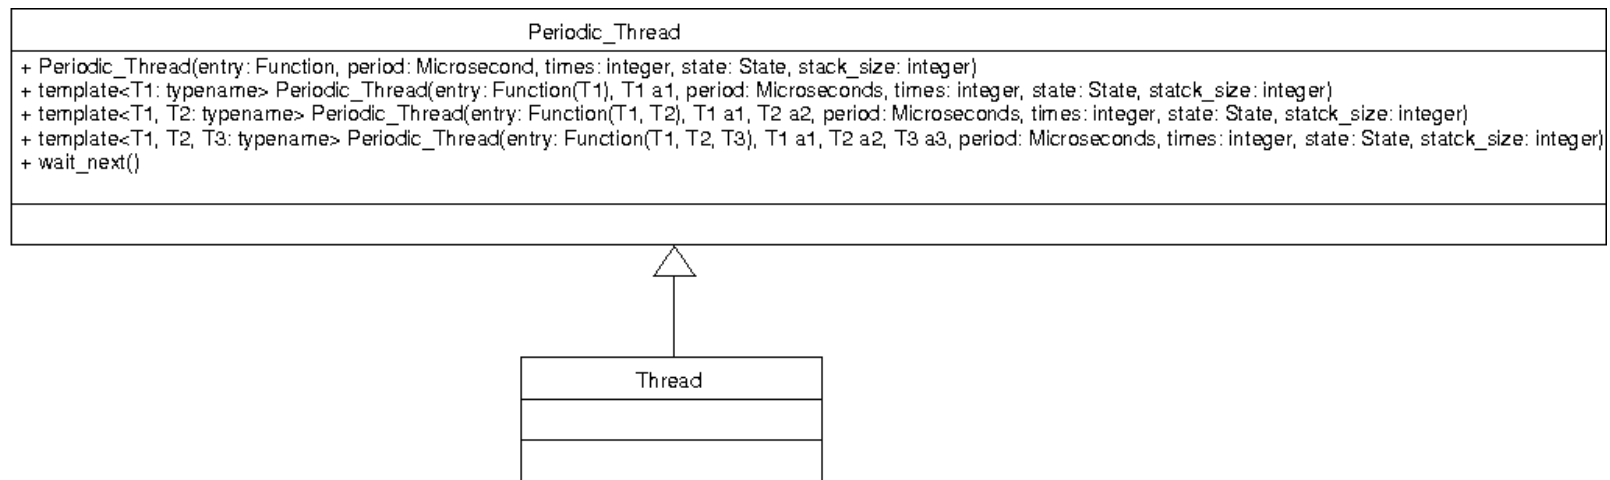 Periodic_Thread
+ Periodic_Thread(entry: Function, period: Microsecond, times: integer, state: State, stack_size: integer)
+ template<T1: typename> Periodic_Thread(entry: Function(T1), T1 a1, period: Microseconds, times: integer, state: State, statck_size: integer)
+ template<T1, T2: typename> Periodic_Thread(entry: Function(T1, T2), T1 a1, T2 a2, period: Microseconds, times: integer, state: State, statck_size: integer)
+ template<T1, T2, T3: typename> Periodic_Thread(entry: Function(T1, T2, T3), T1 a1, T2 a2, T3 a3, period: Microseconds, times: integer, state: State, statck_size: integer)
+ wait_next()
Thread